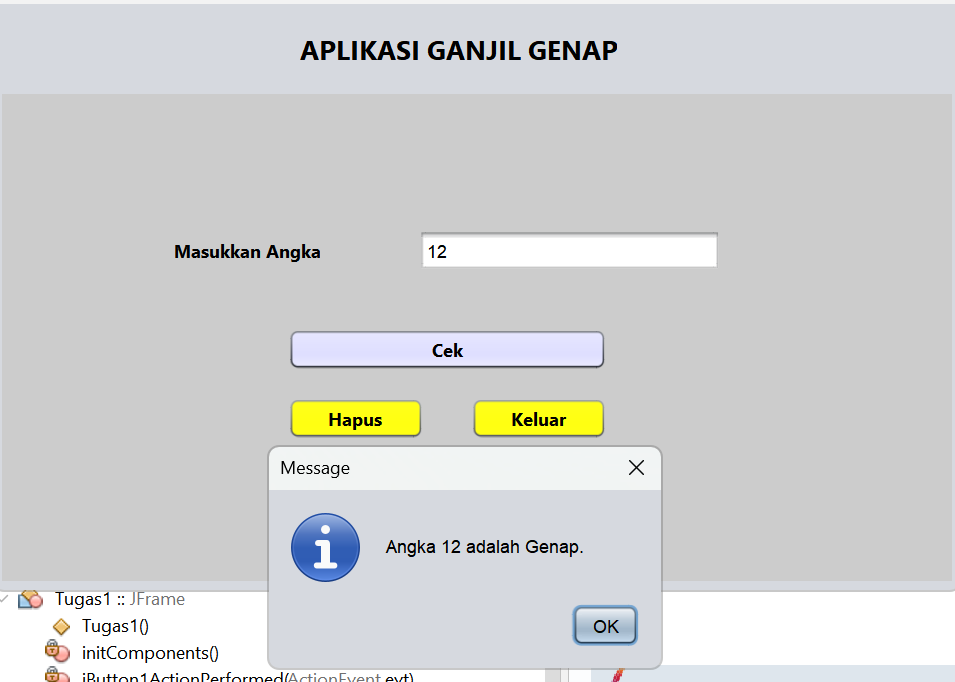 APLIKASI GANJIL GENAP
Masukkan Angka
12
Cek
Hapus
Keluar
Message
Angka 12 adalah Genap.
OK
Tugas1 :: JFrame
Tugas1()
initComponents()
jButton1ActionPerformed(ActionEvent evt)